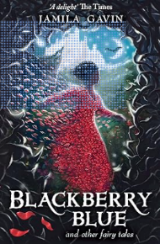 'A delight' The Times
JAMILA GAVIN
BLACKBERRY
BLUE
and other fairy tales